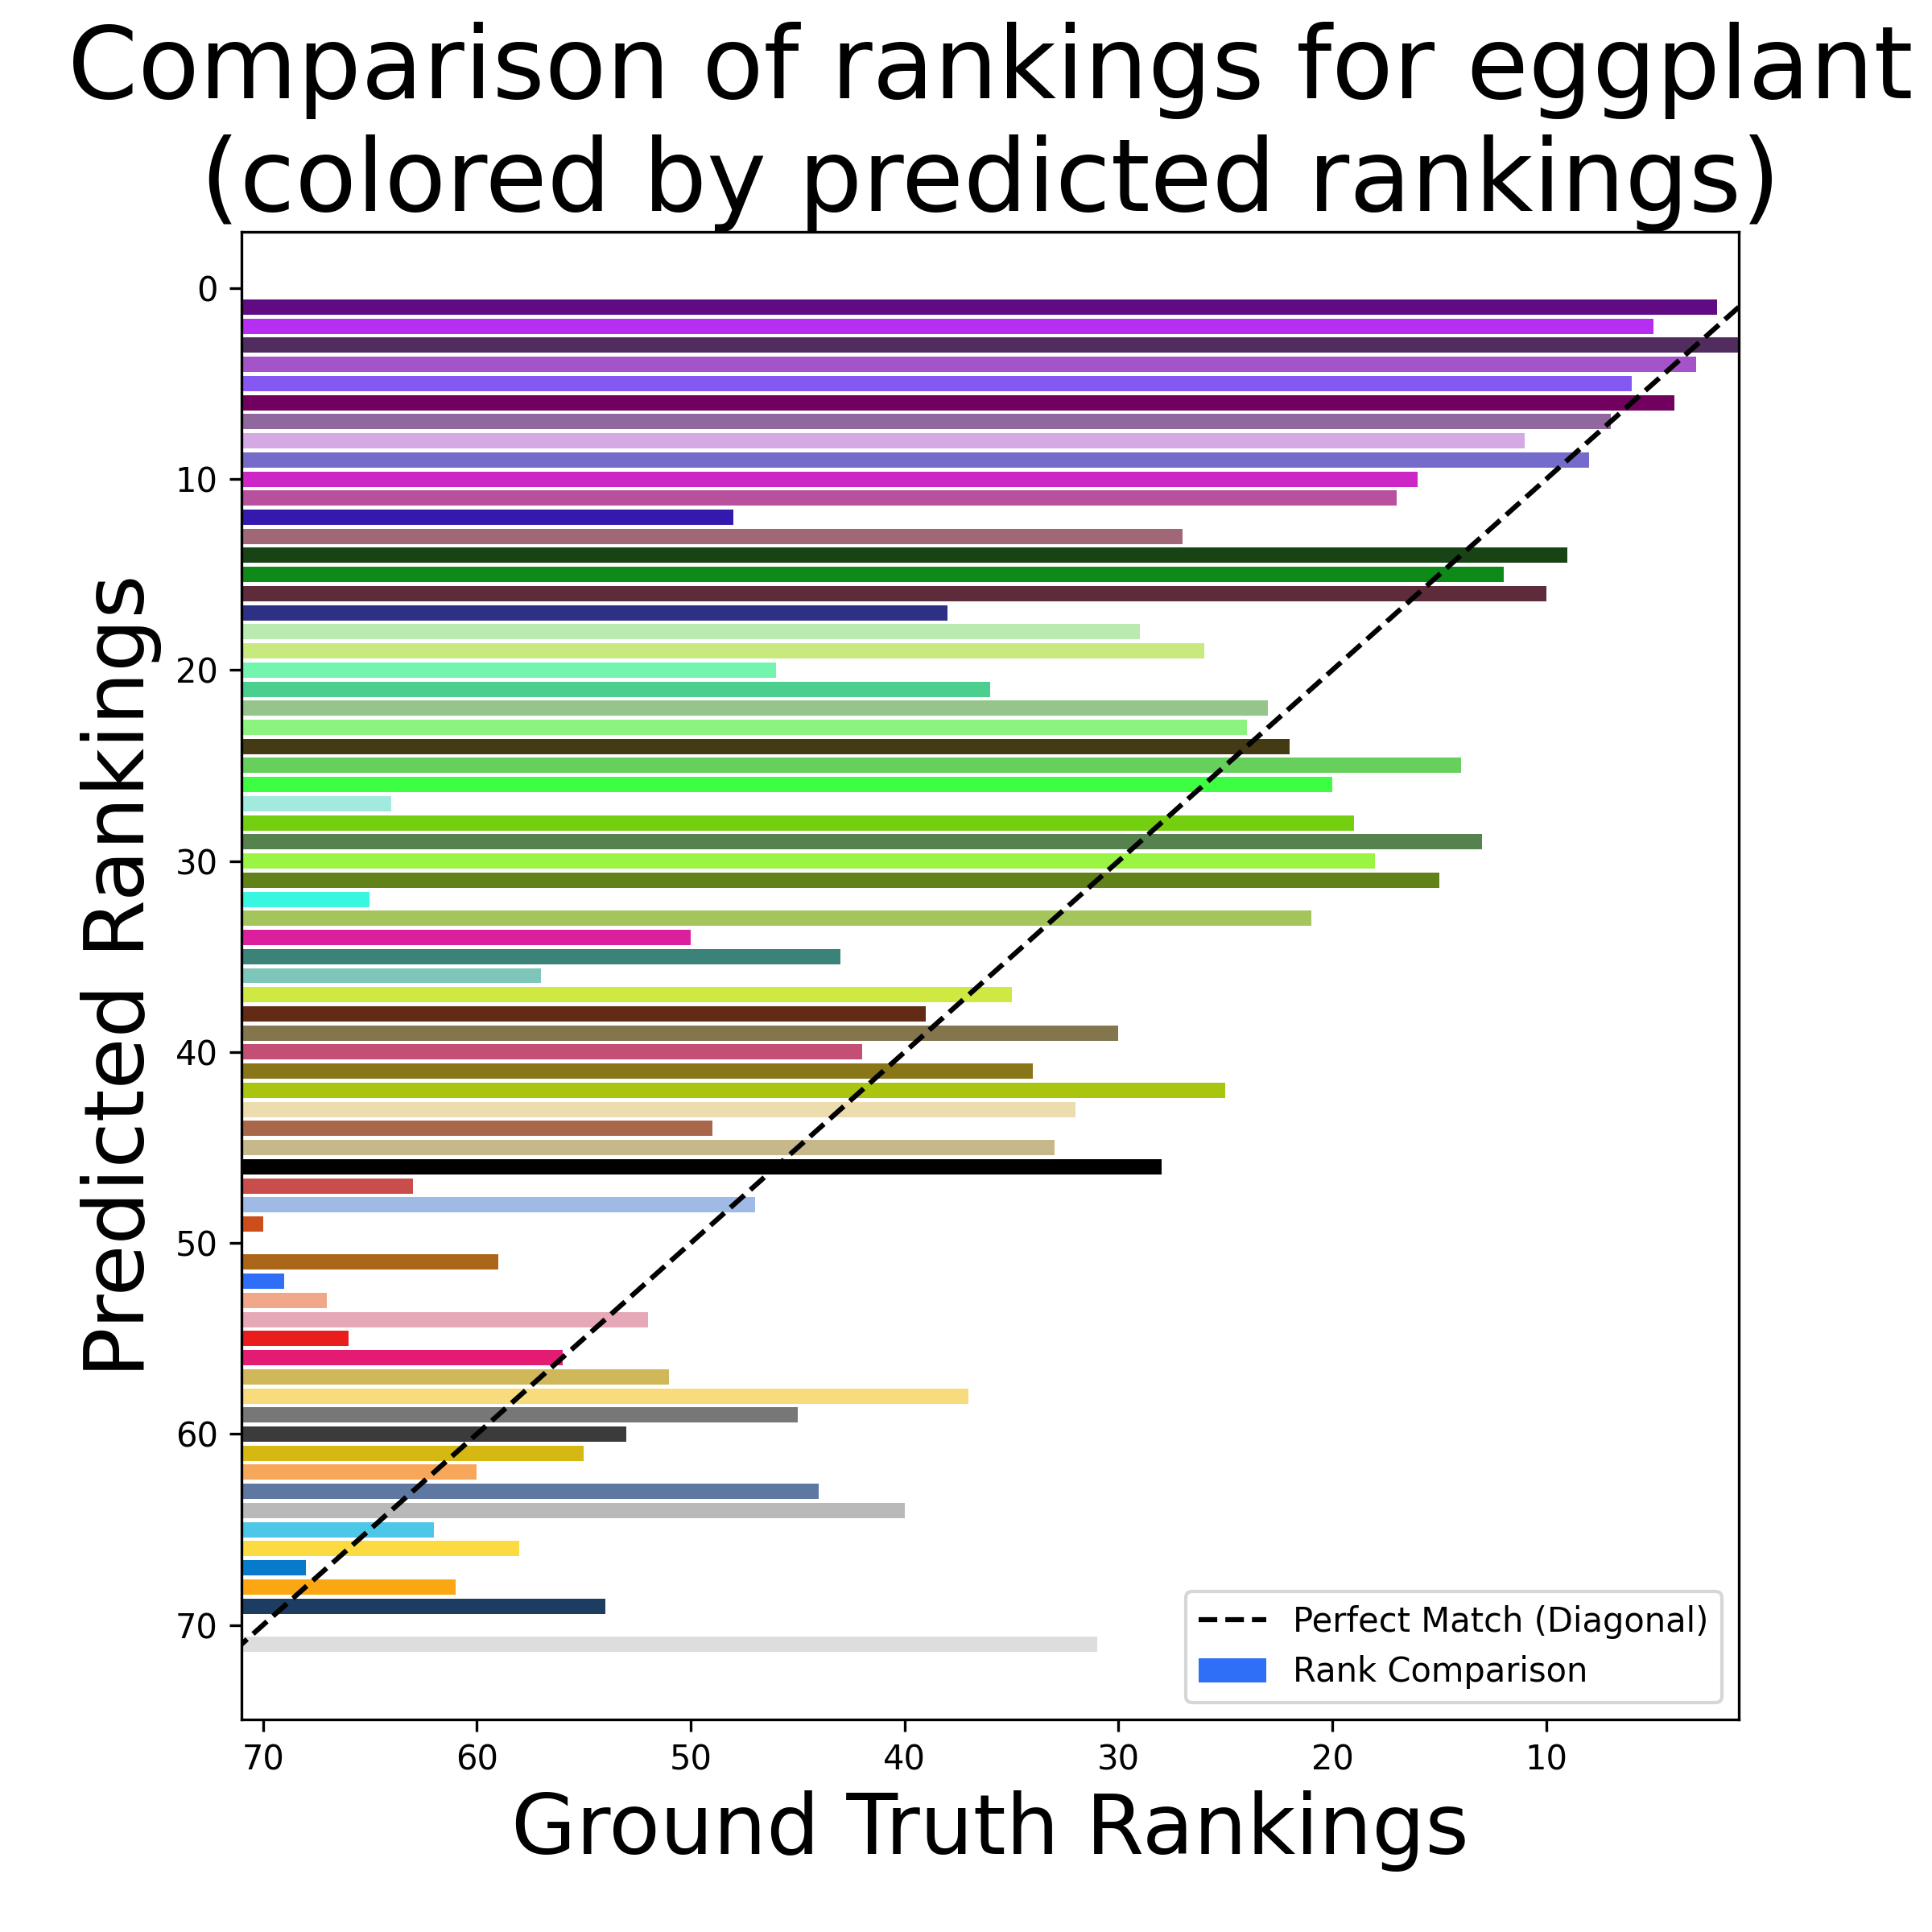 Comparison of rankings for eggplant
(colored by predicted rankings)
Predicted Rankings
0
10
20
30
40
50
60
70
70 60 50 40 30 20 10
Ground Truth Rankings
Perfect Match (Diagonal)
Rank Comparison